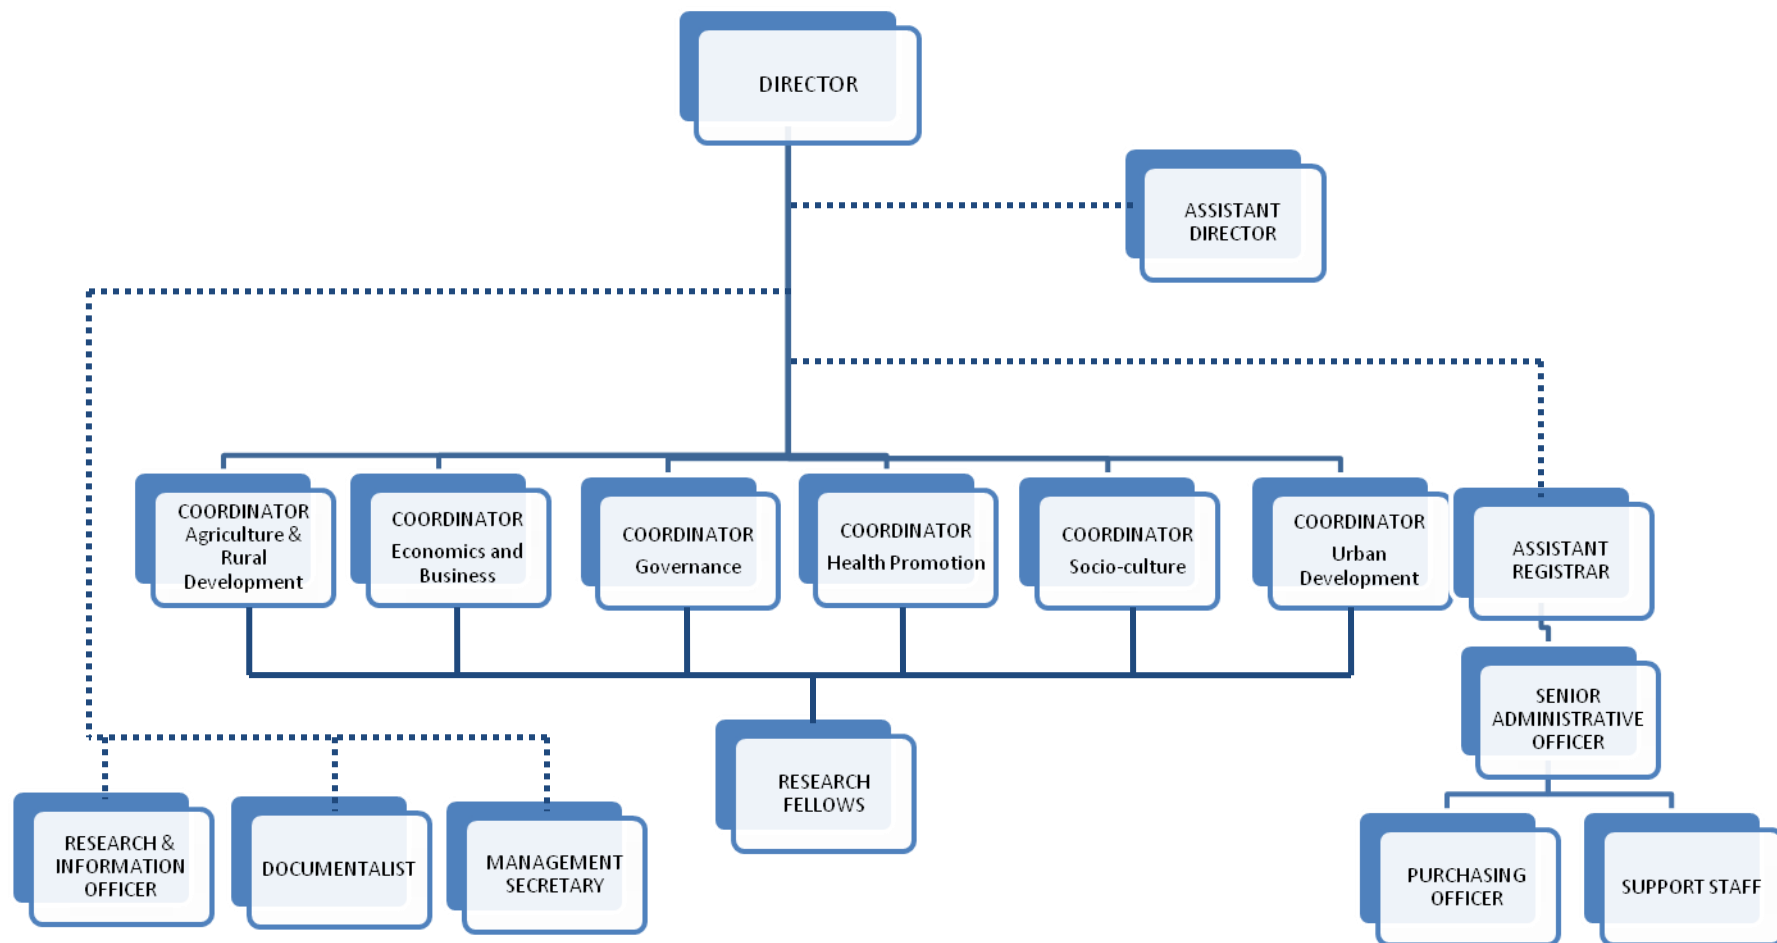 DIRECTOR
ASSISTANT
DIRECTOR
COORDINATOR
Agriculture &
Rural
Development
COORDINATOR
Economics and
Business
COORDINATOR
Governance
COORDINATOR
Health Promotion
COORDINATOR
Socio-culture
COORDINATOR
Urban
Development
ASSISTANT
REGISTRAR
SENIOR
ADMINISTRATIVE
OFFICER
RESEARCH
FELLOWS
RESEARCH &
INFORMATION
OFFICER
DOCUMENTALIST
MANAGEMENT
SECRETARY
PURCHASING
OFFICER
SUPPORT STAFF